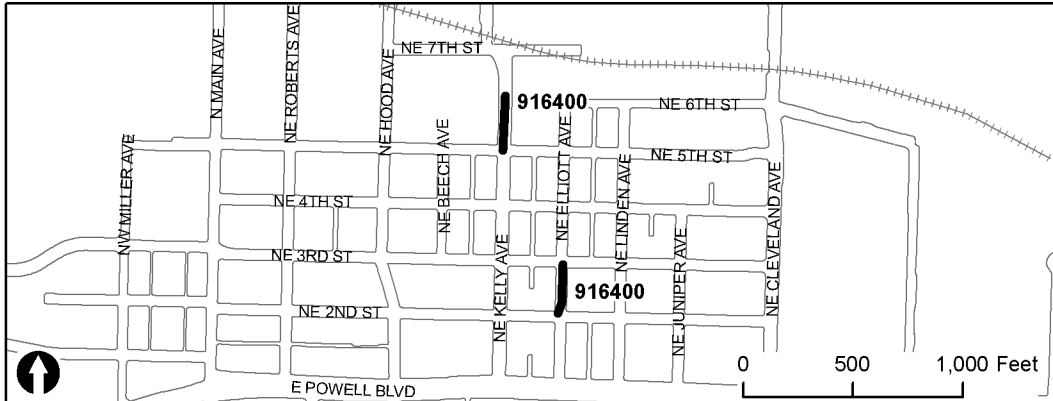 NE 7TH ST
N MAIN AVE
NE ROBERTS AVE
NE HOOD AVE
916400
NE 6TH ST
NE BEECH AVE
NE ELLIOTT AVE
NE 5TH ST
NW MILLER AVE
NE LINDEN AVE
NE CLEVELAND AVE
NE 4TH ST
NE KELLY AVE
NE JUNIPER AVE
NE 3RD ST
916400
NE 2ND ST
0 500 1,000 Feet
E POWELL BLVD